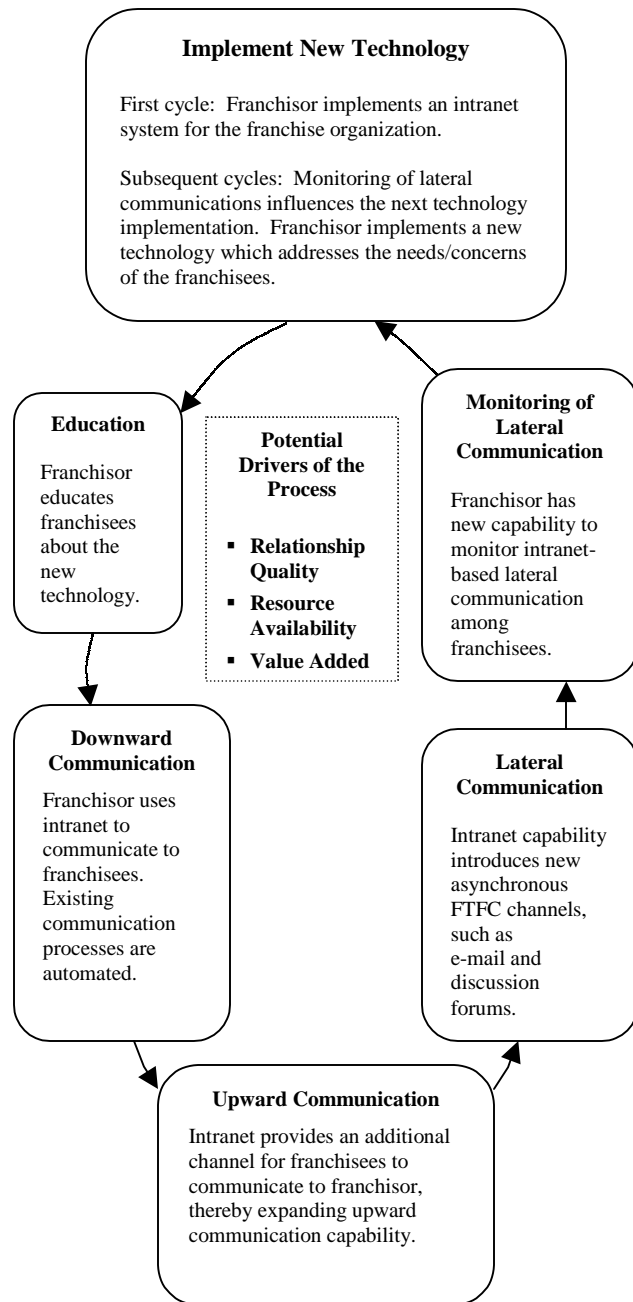 Implement New Technology
First cycle:  Franchisor implements an intranet
system for the franchise organization.
Subsequent cycles:  Monitoring of lateral
communications influences the next technology
implementation.  Franchisor implements a new
technology which addresses the needs/concerns
of the franchisees.
Education
Franchisor
educates
franchisees
about the
new
technology.
Potential
Drivers of the
Process
▪ Relationship
Quality
▪ Resource
Availability
▪ Value Added
Monitoring of
Lateral
Communication
Franchisor has
new capability to
monitor intranet-
based lateral
communication
among
franchisees.
Downward
Communication
Franchisor uses
intranet to
communicate to
franchisees.
Existing
communication
processes are
automated.
Lateral
Communication
Intranet capability
introduces new
asynchronous
FTFC channels,
such as
e-mail and
discussion
forums.
Upward Communication
Intranet provides an additional
channel for franchisees to
communicate to franchisor,
thereby expanding upward
communication capability.